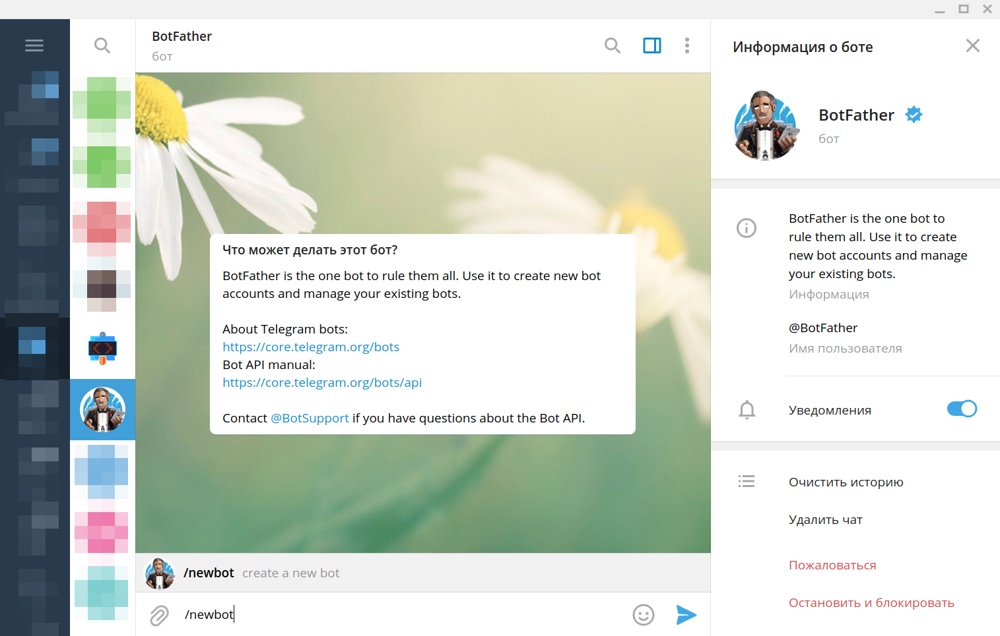 BotFather
бот
Что может делать этот бот?
BotFather is the one bot to rule them all. Use it to create new bot
accounts and manage your existing bots.
About Telegram bots:
https://core.telegram.org/bots
Bot API manual:
https://core.telegram.org/bots/api
Contact @BotSupport if you have questions about the Bot API.
/newbot create a new bot
/newbot
Информация о боте
BotFather
бот
BotFather is the one bot to
rule them all. Use it to create
new bot accounts and manage
your existing bots.
Информация
@BotFather
Имя пользователя
Уведомления
Очистить историю
Удалить чат
Пожаловаться
Остановить и блокировать